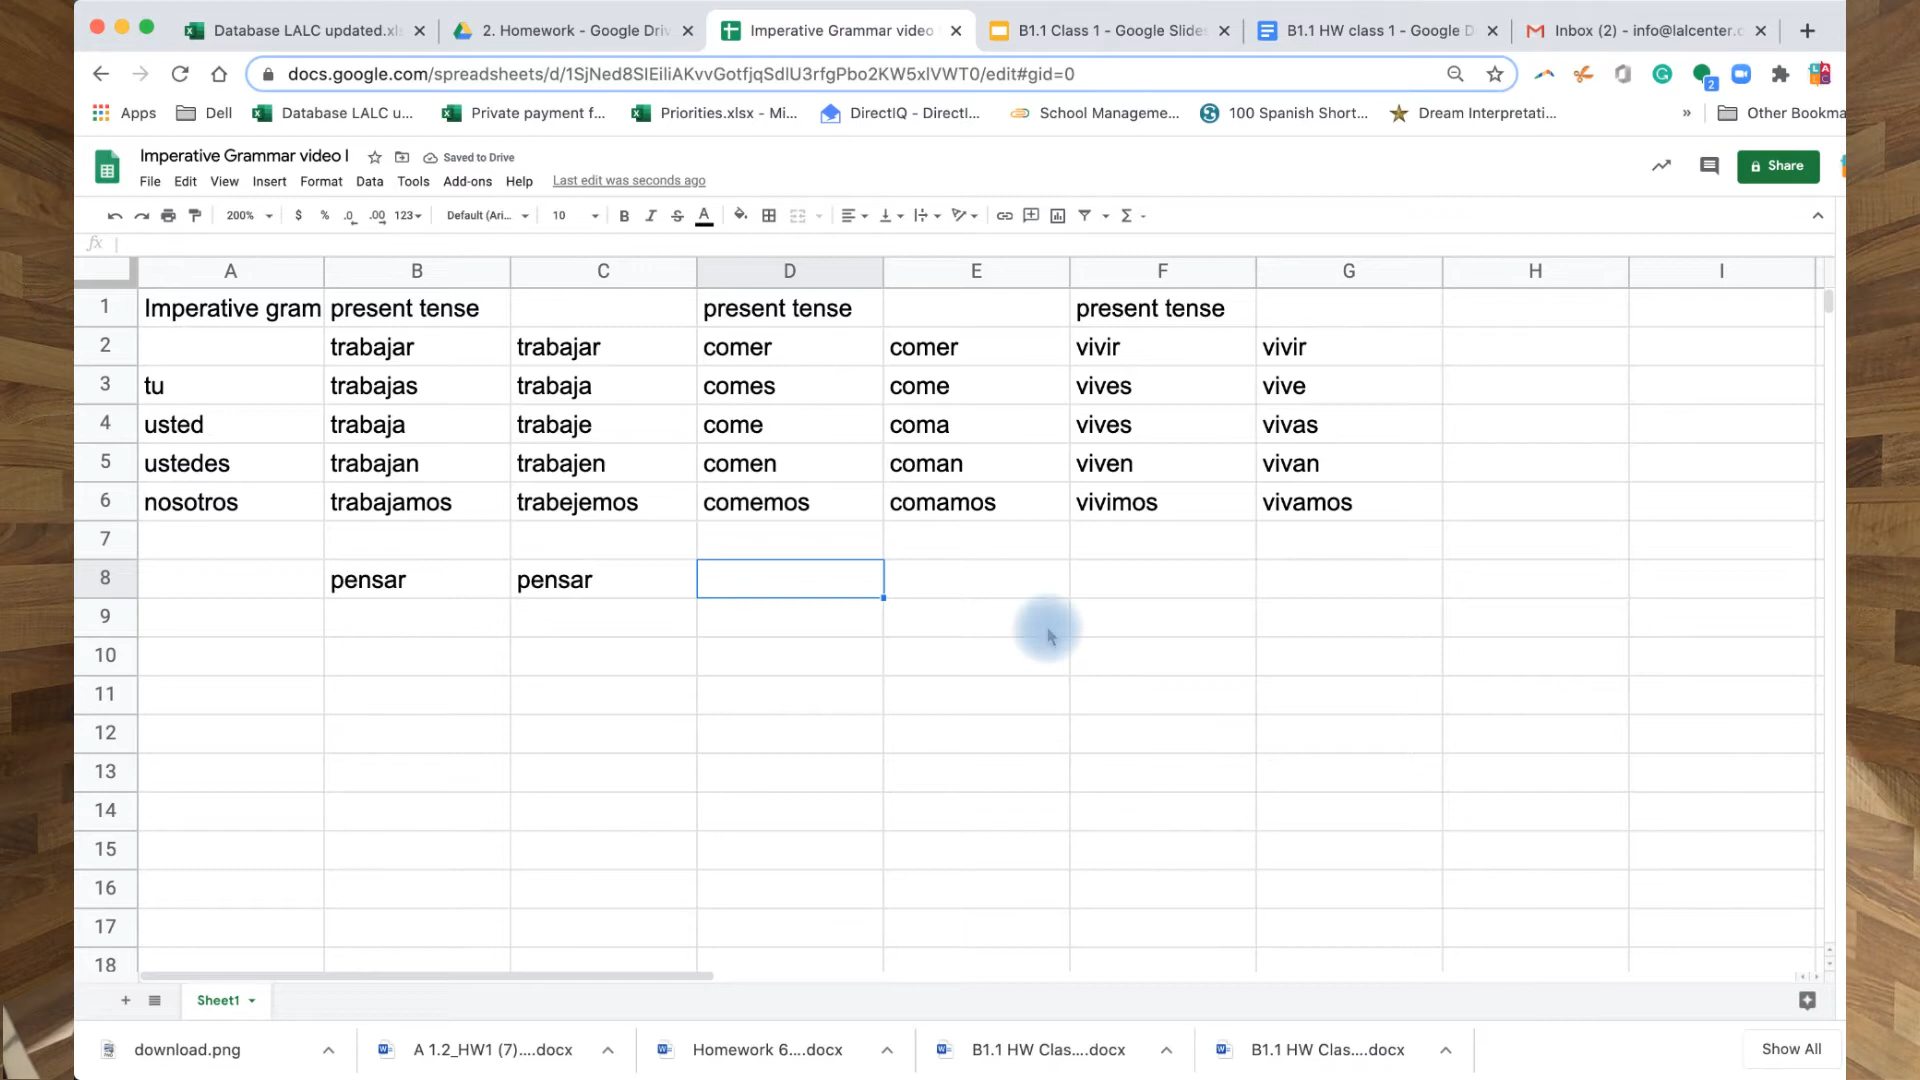 Database LALC updated.xls
2. Homework - Google Driv
Imperative Grammar video
B1.1 Class 1 - Google Slides
B1.1 HW class 1 - Google D
Inbox (2) - info@lalcenter.c
docs.google.com/spreadsheets/d/1SjNed8SIEiliAKvvGotfjqSdlU3rfgPbo2KW5xlVWT0/edit#gid=0
2
Apps
Dell
Database LALC u...
Private payment f...
Priorities.xlsx - Mi...
DirectIQ - DirectI...
School Manageme...
100 Spanish Short...
Dream Interpretati...
»
Other Bookma
Imperative Grammar video I
Saved to Drive
File Edit View Insert Format Data Tools Add-ons Help Last edit was seconds ago
Share
200% $ % .0 .00 123 Default (Ari... 10 B I S A Σ
fx
A B C D E F G H I
1 Imperative gram present tense present tense present tense
2 trabajar trabajar comer comer vivir vivir
3 tu trabajas trabaja comes come vives vive
4 usted trabaja trabaje come coma vives vivas
5 ustedes trabajan trabajen comen coman viven vivan
6 nosotros trabajamos trabejemos comemos comamos vivimos vivamos
7
8 pensar pensar
9
10
11
12
13
14
15
16
17
18
+ Sheet1
download.png
A 1.2_HW1 (7)....docx
Homework 6....docx
B1.1 HW Clas....docx
B1.1 HW Clas....docx
Show All